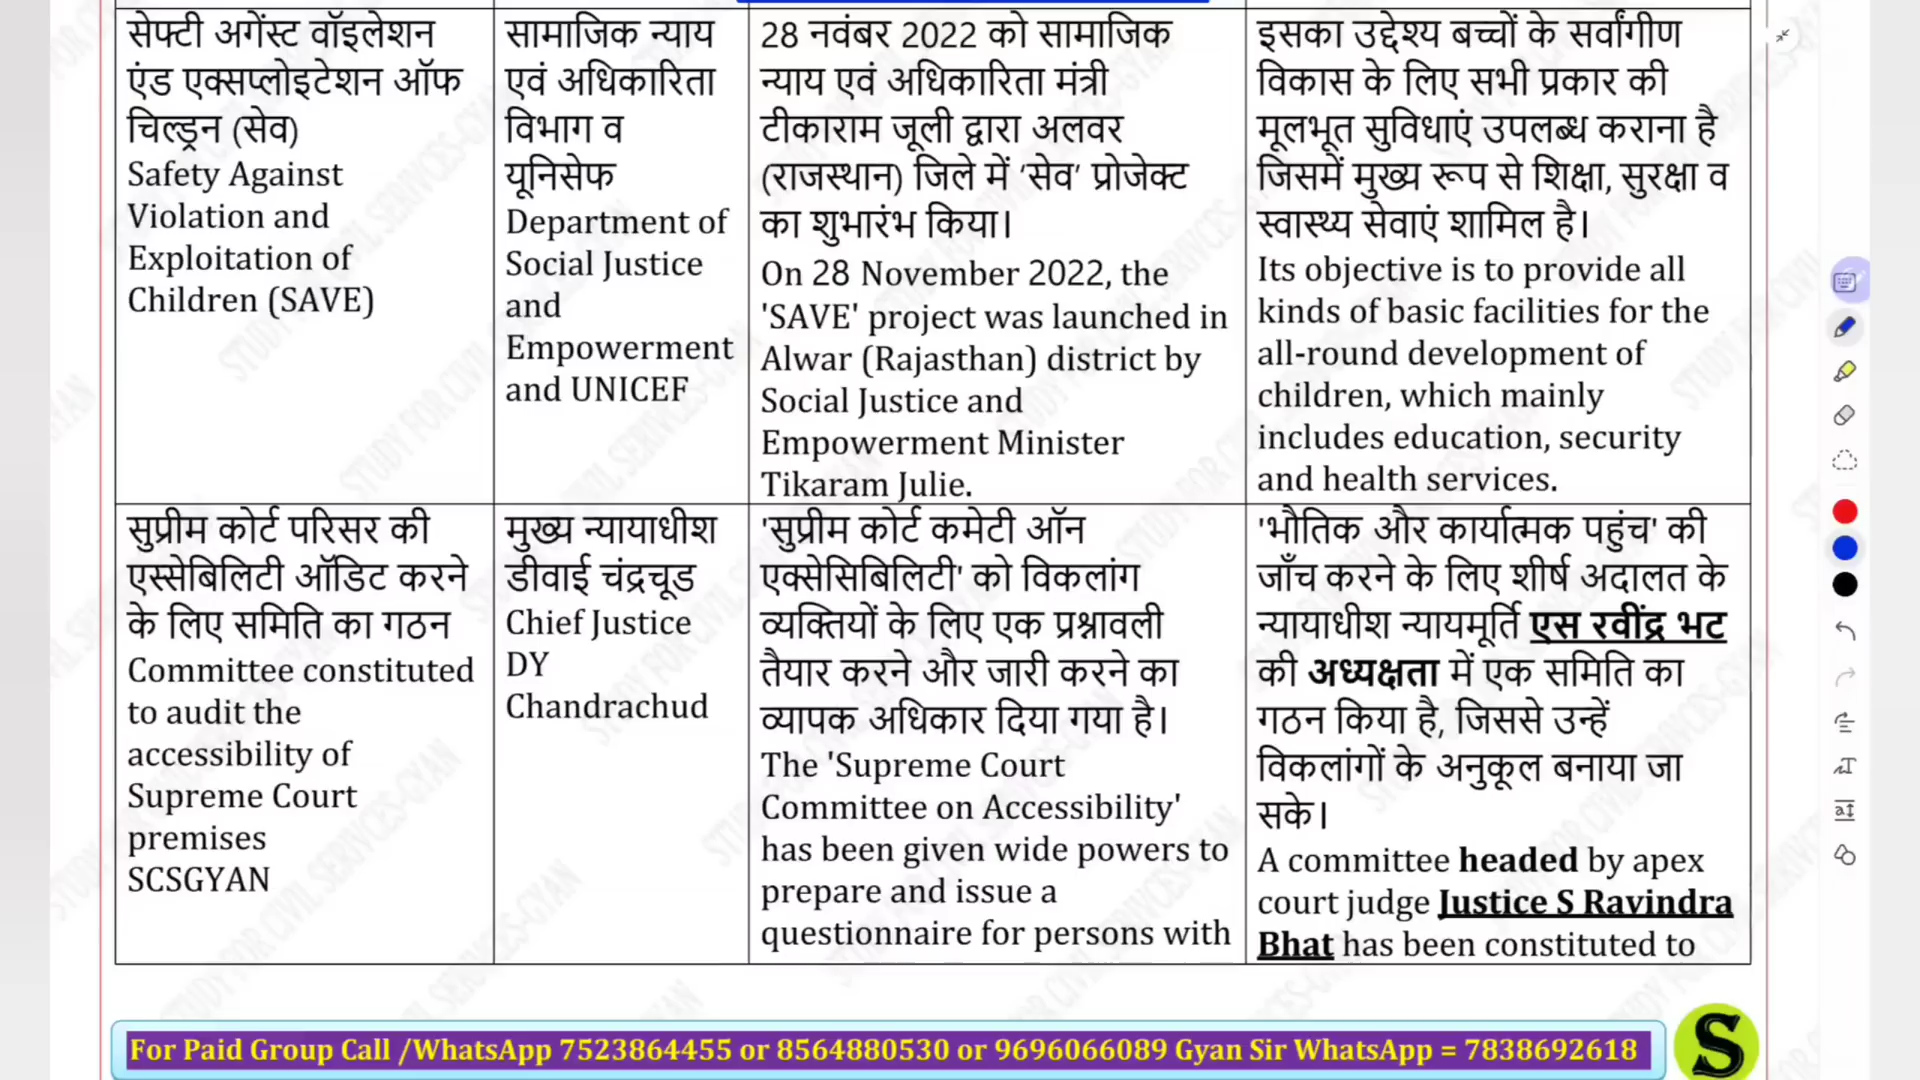 सेफ्टी अगेंस्ट वॉइलेशन
एंड एक्सप्लोइटेशन ऑफ
चिल्ड्रन (सेव)
Safety Against
Violation and
Exploitation of
Children (SAVE)
सामाजिक न्याय
एवं अधिकारिता
विभाग व
यूनिसेफ
Department of
Social Justice
and
Empowerment
and UNICEF
28 नवंबर 2022 को सामाजिक
न्याय एवं अधिकारिता मंत्री
टीकाराम जूली द्वारा अलवर
(राजस्थान) जिले में ‘सेव’ प्रोजेक्ट
का शुभारंभ किया।
On 28 November 2022, the
'SAVE' project was launched in
Alwar (Rajasthan) district by
Social Justice and
Empowerment Minister
Tikaram Julie.
इसका उद्देश्य बच्चों के सर्वांगीण
विकास के लिए सभी प्रकार की
मूलभूत सुविधाएं उपलब्ध कराना है
जिसमें मुख्य रूप से शिक्षा, सुरक्षा व
स्वास्थ्य सेवाएं शामिल है।
Its objective is to provide all
kinds of basic facilities for the
all-round development of
children, which mainly
includes education, security
and health services.
सुप्रीम कोर्ट परिसर की
एस्सेबिलिटी ऑडिट करने
के लिए समिति का गठन
Committee constituted
to audit the
accessibility of
Supreme Court
premises
SCSGYAN
मुख्य न्यायाधीश
डीवाई चंद्रचूड
Chief Justice
DY
Chandrachud
'सुप्रीम कोर्ट कमेटी ऑन
एक्सेसिबिलिटी' को विकलांग
व्यक्तियों के लिए एक प्रश्नावली
तैयार करने और जारी करने का
व्यापक अधिकार दिया गया है।
The 'Supreme Court
Committee on Accessibility'
has been given wide powers to
prepare and issue a
questionnaire for persons with
'भौतिक और कार्यात्मक पहुंच' की
जाँच करने के लिए शीर्ष अदालत के
न्यायाधीश न्यायमूर्ति एस रवींद्र भट
की अध्यक्षता में एक समिति का
गठन किया है, जिससे उन्हें
विकलांगों के अनुकूल बनाया जा
सके।
A committee headed by apex
court judge Justice S Ravindra
Bhat has been constituted to
For Paid Group Call /WhatsApp 7523864455 or 8564880530 or 9696066089 Gyan Sir WhatsApp = 7838692618
S